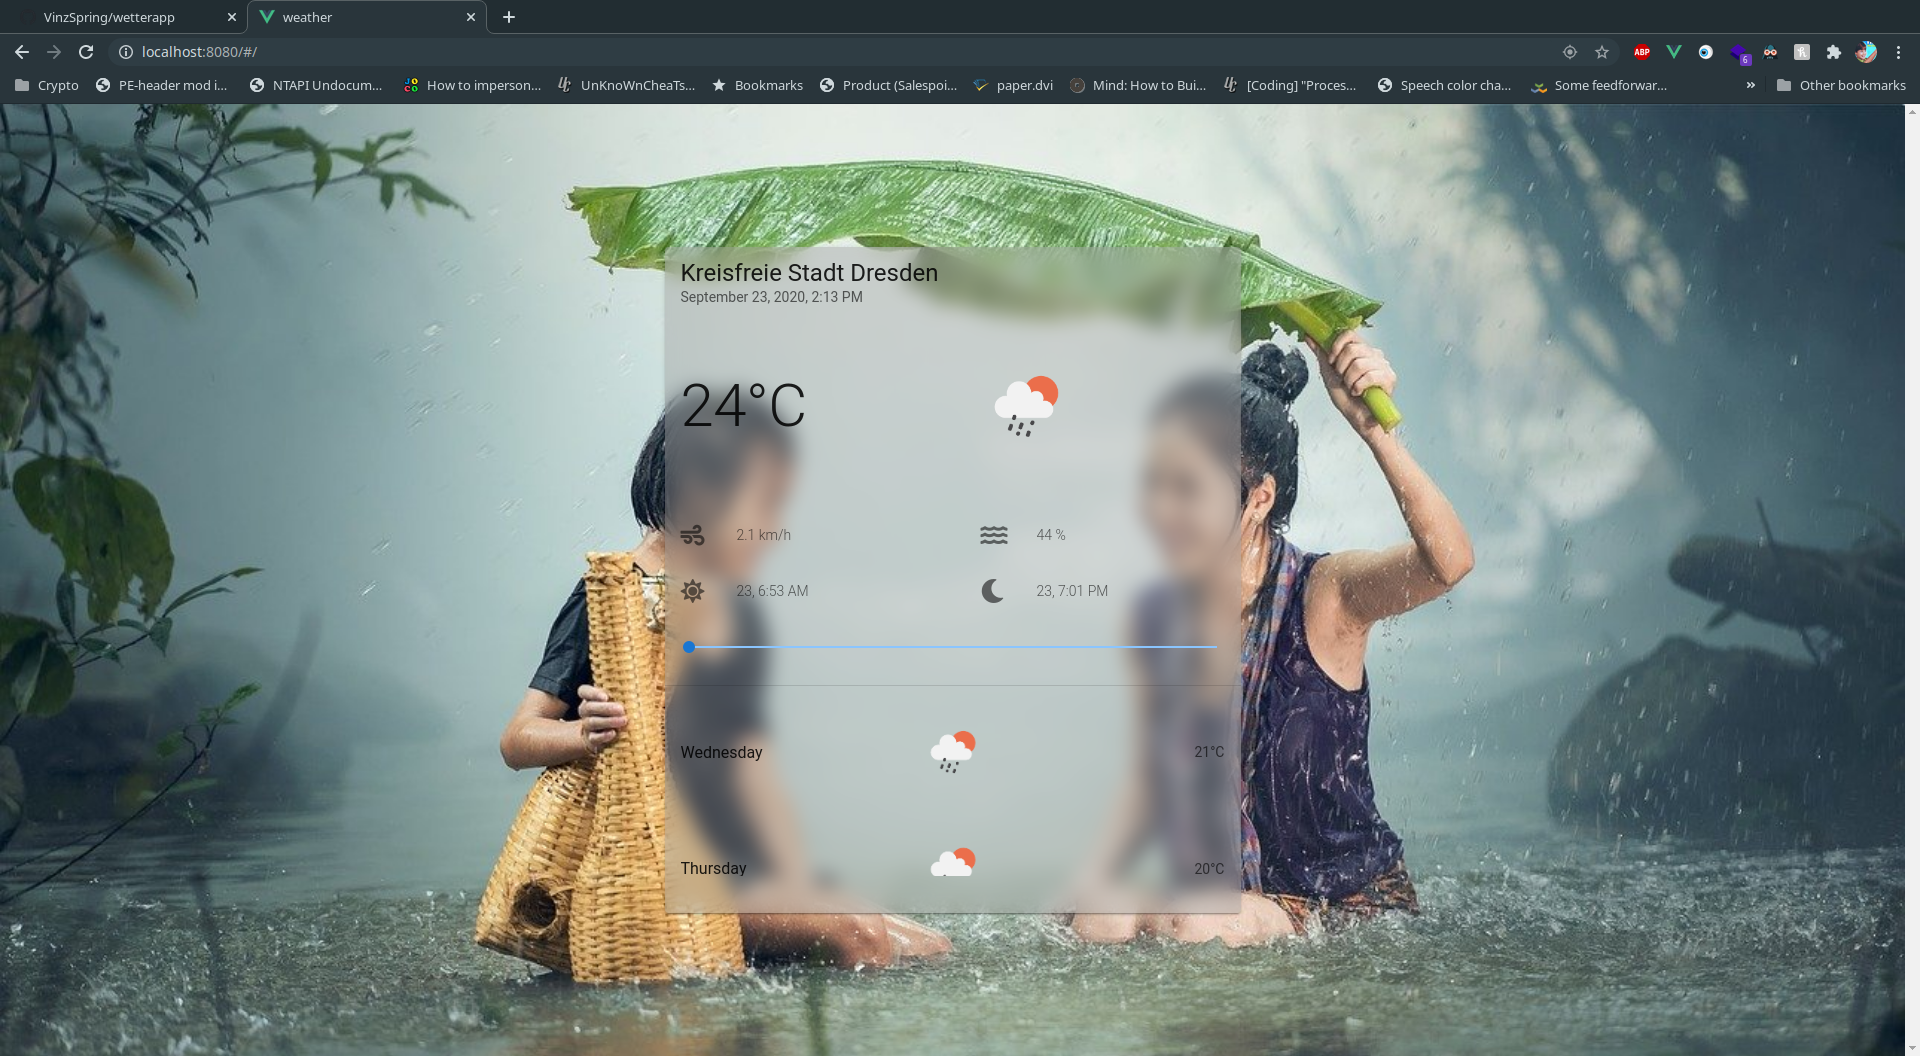 VinzSpring/wetterapp
weather
localhost:8080/#/
ABP
6
Crypto
PE-header mod i...
NTAPI Undocum...
How to imperson...
UnKnoWnCheaTs...
Bookmarks
Product (Salespoi...
paper.dvi
Mind: How to Bui...
[Coding] "Proces...
Speech color cha...
Some feedforwar...
»
Other bookmarks
Kreisfreie Stadt Dresden
September 23, 2020, 2:13 PM
24°C
2.1 km/h
44 %
23, 6:53 AM
23, 7:01 PM
Wednesday
21°C
Thursday
20°C